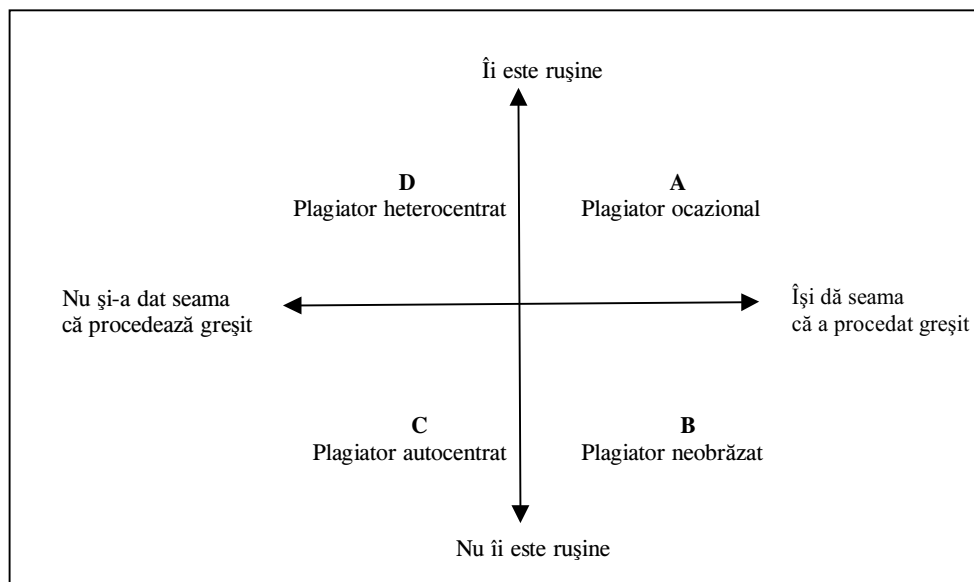 Îi este ruşine
D
Plagiator heterocentrat
A
Plagiator ocazional
Nu şi-a dat seama
că procedează greşit
Îşi dă seama
că a procedat greşit
C
Plagiator autocentrat
B
Plagiator neobrăzat
Nu îi este ruşine